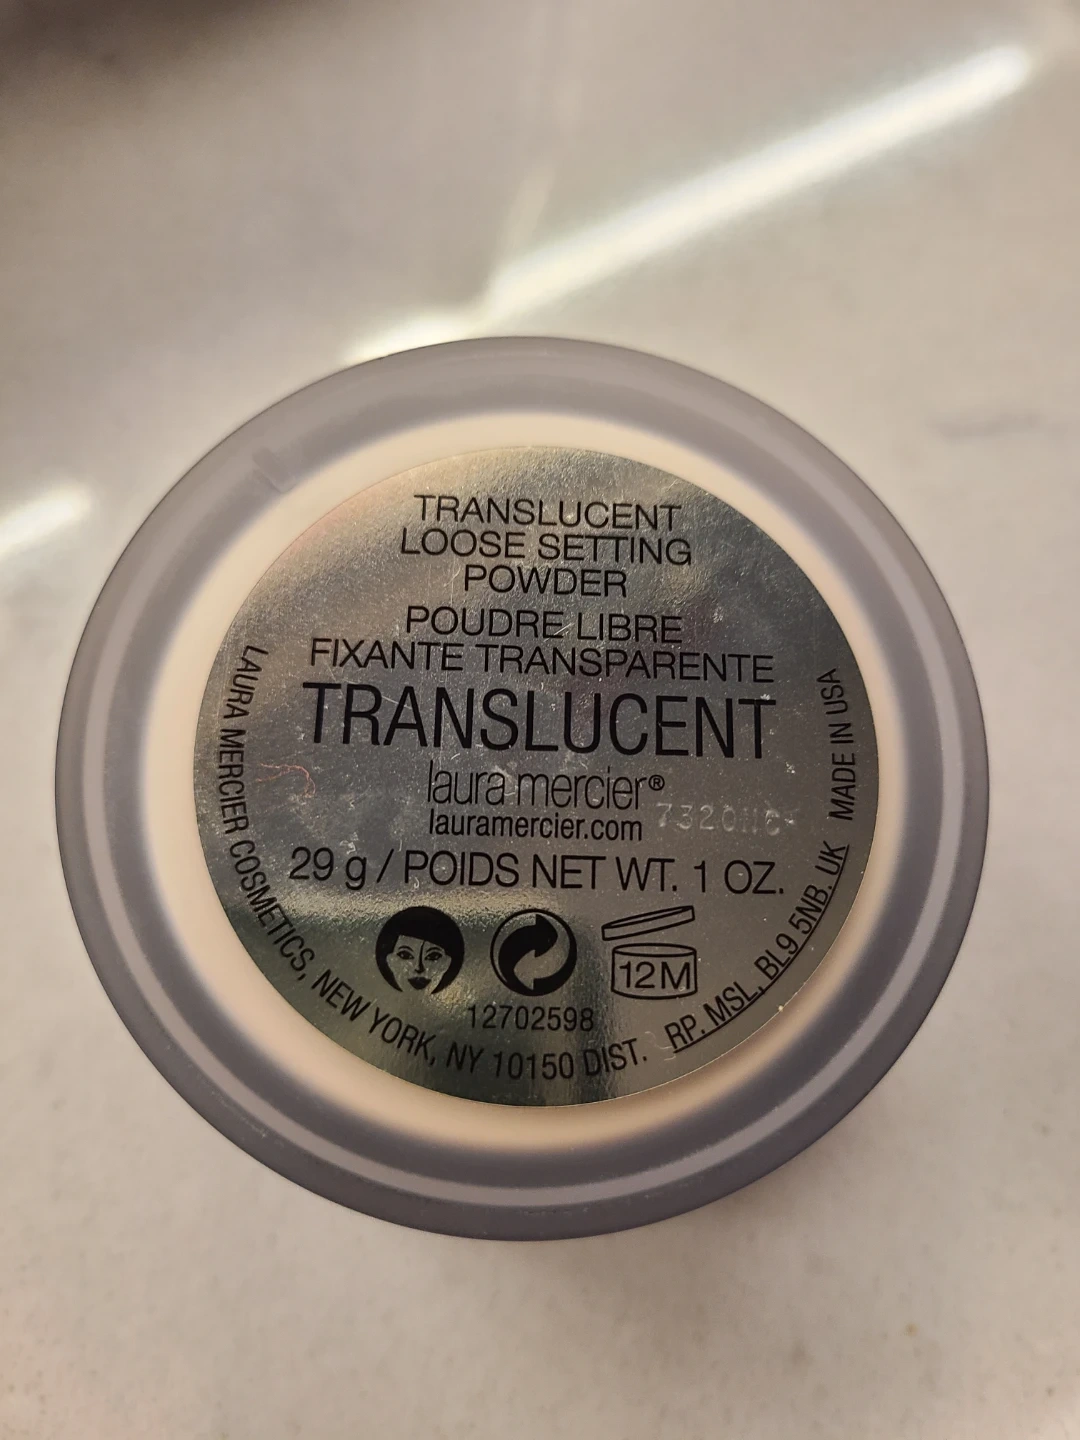 TRANSLUCENT
LOOSE SETTING
POWDER
POUDRE LIBRE
FIXANTE TRANSPARENTE
TRANSLUCENT
laura mercier®
lauramercier.com
29 g / POIDS NET WT. 1 OZ.
12M
12702598
LAURA MERCIER COSMETICS, NEW YORK, NY 10150 DIST.
RP. MSL, BL9 5NB. UK
MADE IN USA